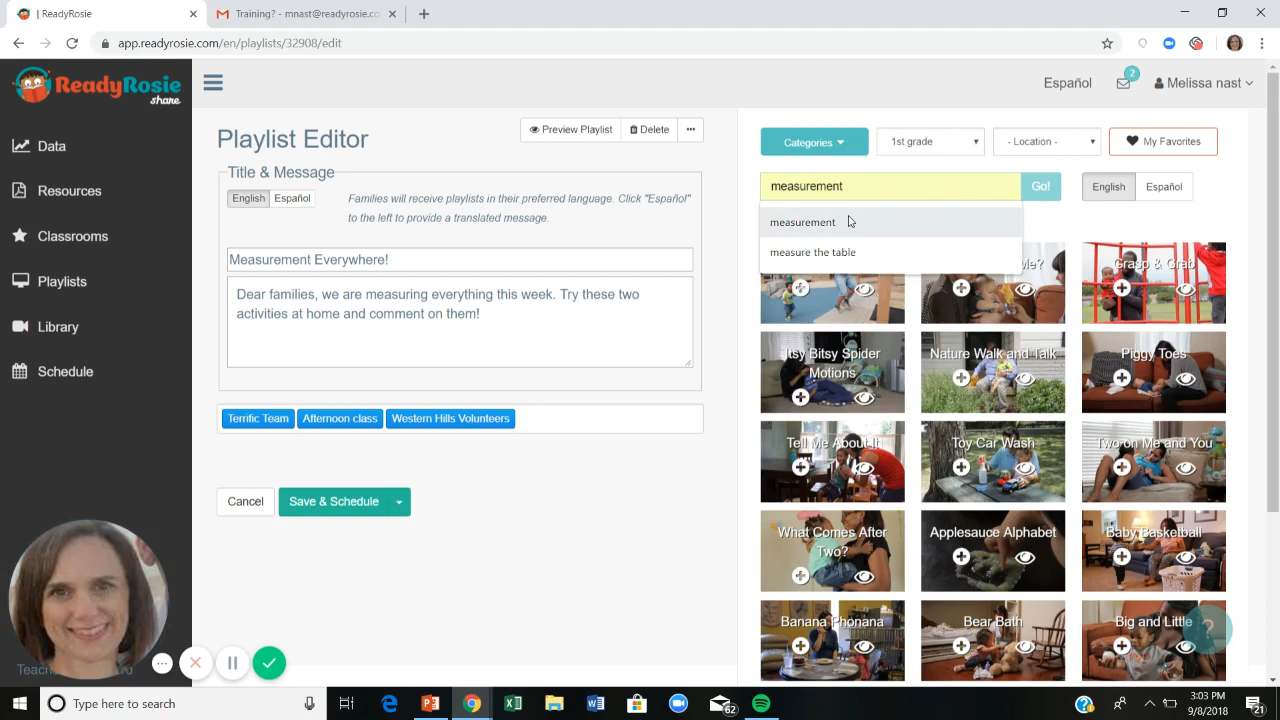 | ReadyRosie
Training? - mnast@readyrosie.co
app.readyrosie.com/en/playlists/32908/edit
ReadyRosie
share
Español
2
Melissa nast
Data
Resources
Classrooms
Playlists
Library
Schedule
Playlist Editor
Preview Playlist
Delete
Title & Message
English
Español
Families will receive playlists in their preferred language. Click "Español"
to the left to provide a translated message.
Measurement Everywhere!
Dear families, we are measuring everything this week. Try these two
activities at home and comment on them!
Terrific Team
Afternoon class
Western Hills Volunteers
Cancel
Save & Schedule
Categories
1st grade
- Location -
My Favorites
measurement
Go!
English
Español
measurement
measure the table
Me?
Grasp & Grab
Itsy Bitsy Spider
Motions
Nature Walk and Talk
Piggy Toes
Tell Me About It
Toy Car Wash
Two on Me and You
What Comes After
Two?
Applesauce Alphabet
Baby Basketball
Banana Phonana
Bear Bath
Big and Little
?
Type here to search
62
3:03 PM
9/8/2018
21